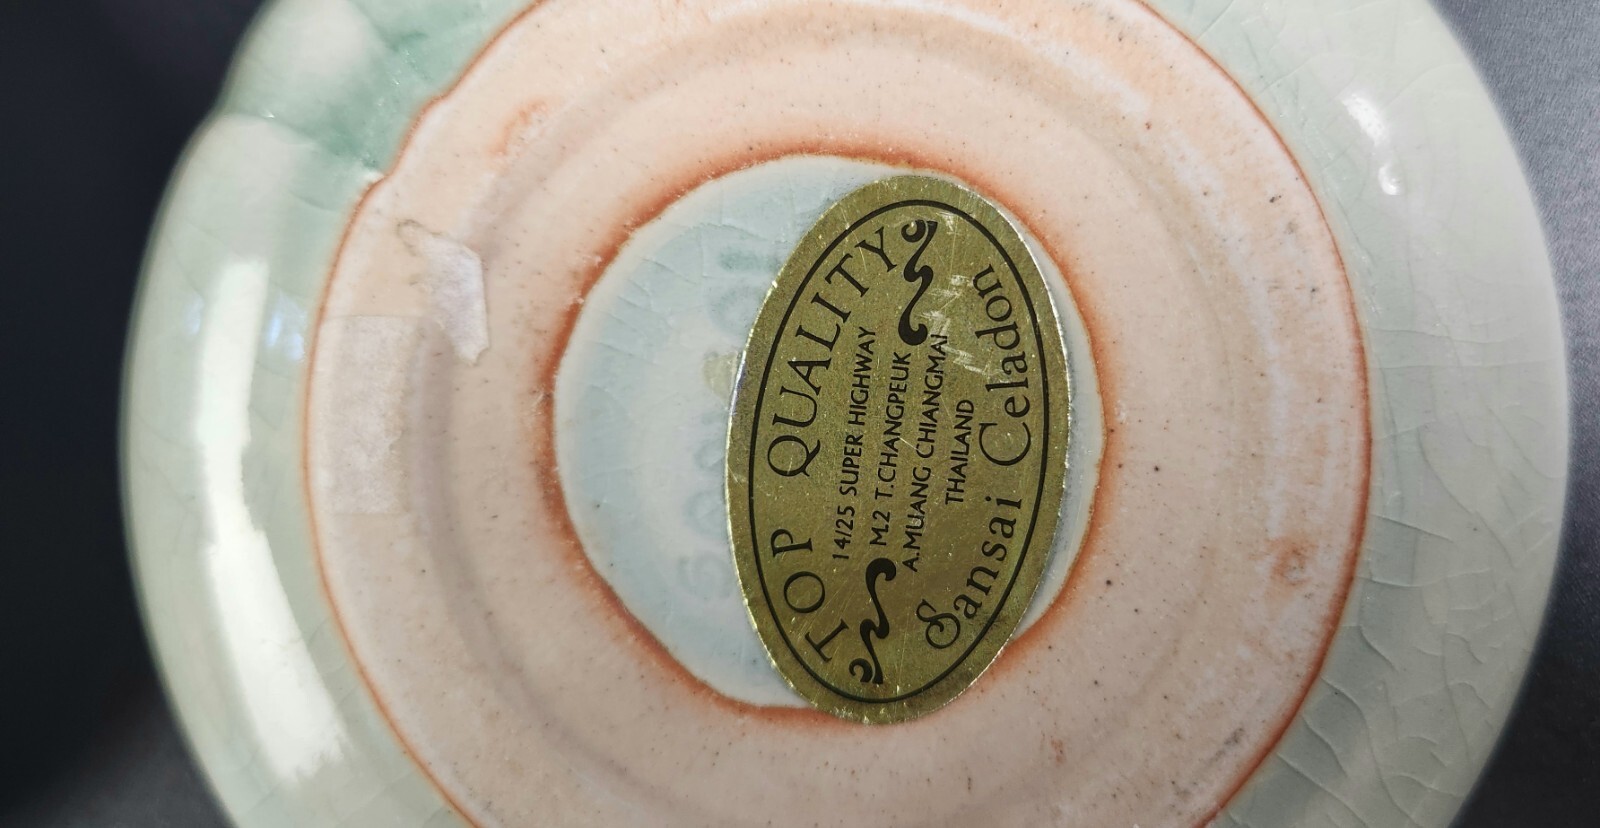 TOP QUALITY
14/25 SUPER HIGHWAY
M.2 T.CHANGPEUK
A.MUANG CHIANGMAI
THAILAND
Sansai Celadon